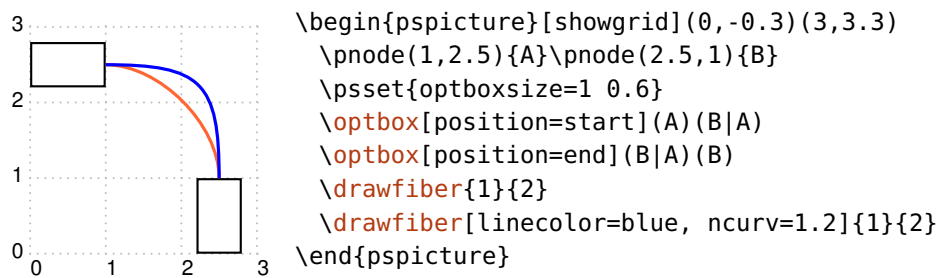 3
2
1
0
0 1 2 3
\begin{pspicture}[showgrid](0,-0.3)(3,3.3)
\pnode(1,2.5){A}\pnode(2.5,1){B}
\psset{optboxsize=1 0.6}
\optbox[position=start](A)(B|A)
\optbox[position=end](B|A)(B)
\drawfiber{1}{2}
\drawfiber[linecolor=blue, ncurv=1.2]{1}{2}
\end{pspicture}